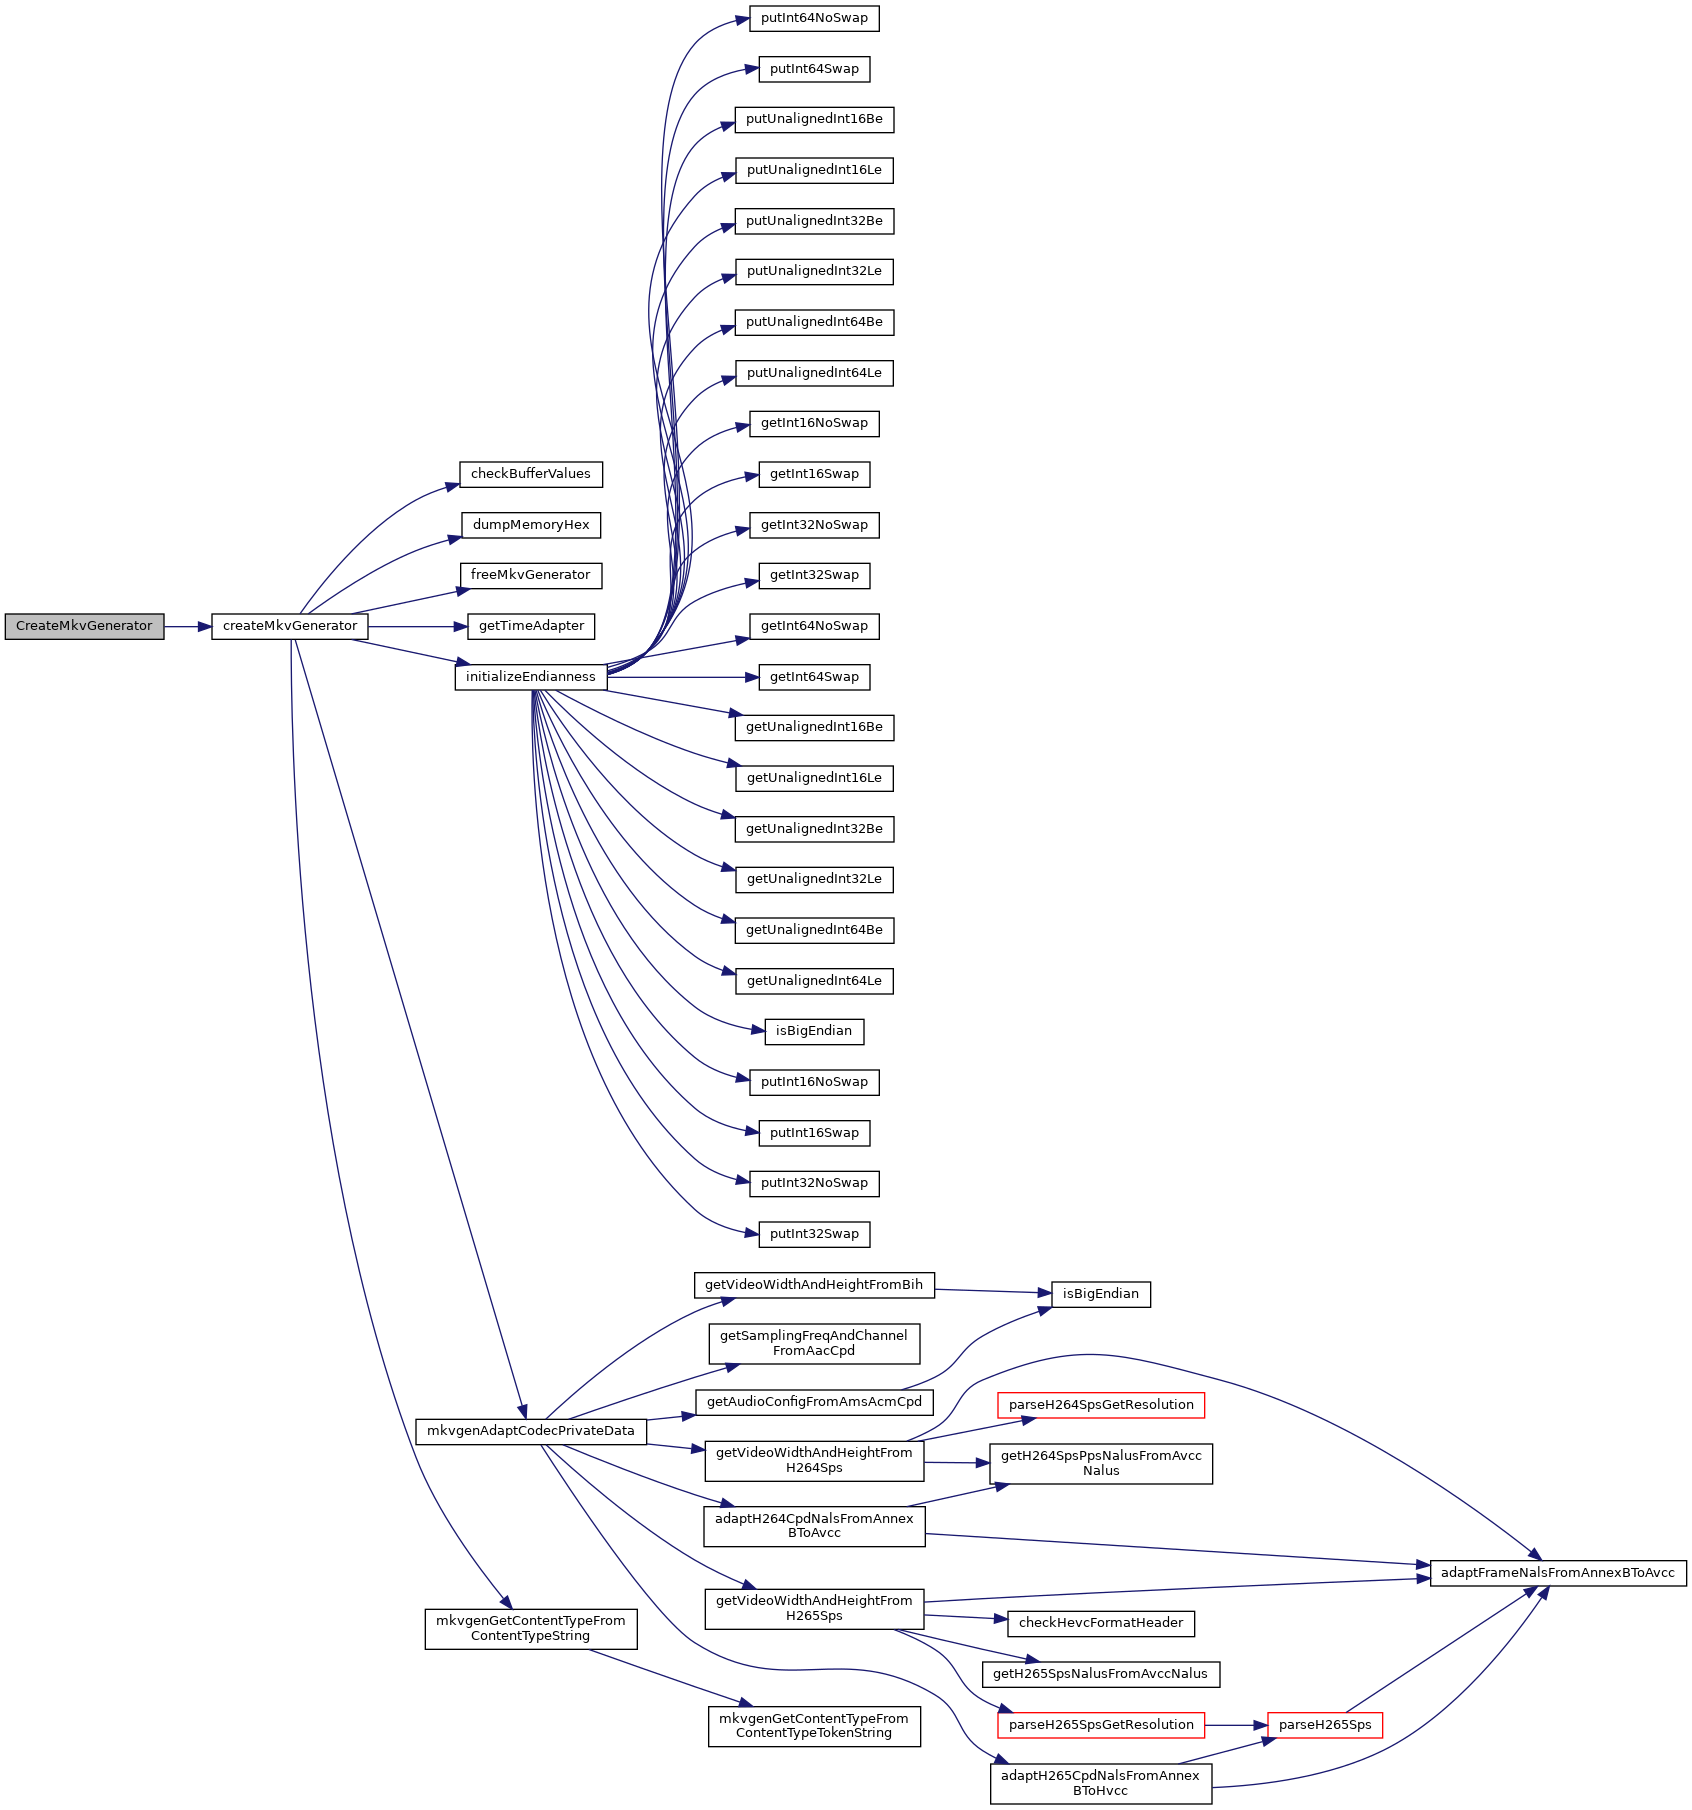 putInt64NoSwap
putInt64Swap
putUnalignedInt16Be
putUnalignedInt16Le
putUnalignedInt32Be
putUnalignedInt32Le
putUnalignedInt64Be
putUnalignedInt64Le
getInt16NoSwap
getInt16Swap
checkBufferValues
getInt32NoSwap
dumpMemoryHex
getInt32Swap
freeMkvGenerator
CreateMkvGenerator
createMkvGenerator
getTimeAdapter
getInt64NoSwap
initializeEndianness
getInt64Swap
getUnalignedInt16Be
getUnalignedInt16Le
getUnalignedInt32Be
getUnalignedInt32Le
getUnalignedInt64Be
getUnalignedInt64Le
isBigEndian
putInt16NoSwap
putInt16Swap
putInt32NoSwap
putInt32Swap
getVideoWidthAndHeightFromBih
isBigEndian
getSamplingFreqAndChannel
FromAacCpd
getAudioConfigFromAmsAcmCpd
parseH264SpsGetResolution
mkvgenAdaptCodecPrivateData
getVideoWidthAndHeightFrom
H264Sps
getH264SpsPpsNalusFromAvcc
Nalus
adaptH264CpdNalsFromAnnex
BToAvcc
adaptFrameNalsFromAnnexBToAvcc
getVideoWidthAndHeightFrom
H265Sps
checkHevcFormatHeader
mkvgenGetContentTypeFrom
ContentTypeString
getH265SpsNalusFromAvccNalus
mkvgenGetContentTypeFrom
ContentTypeTokenString
parseH265SpsGetResolution
parseH265Sps
adaptH265CpdNalsFromAnnex
BToHvcc